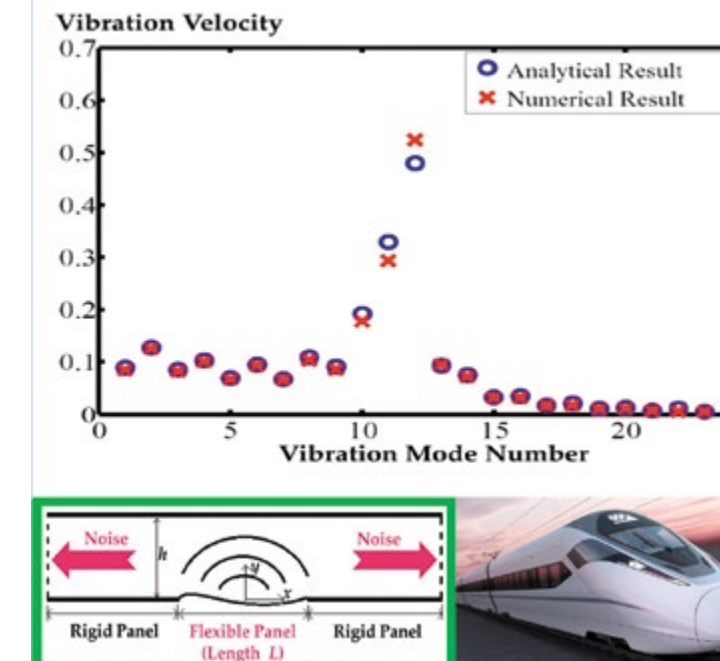 Vibration Velocity
0.7
Analytical Result
Numerical Result
0.6
0.5
0.4
0.3
0.2
0.1
0
0 5 10 15 20
Vibration Mode Number
Noise h Noise
y
x
Rigid Panel Flexible Panel Rigid Panel
(Length L)